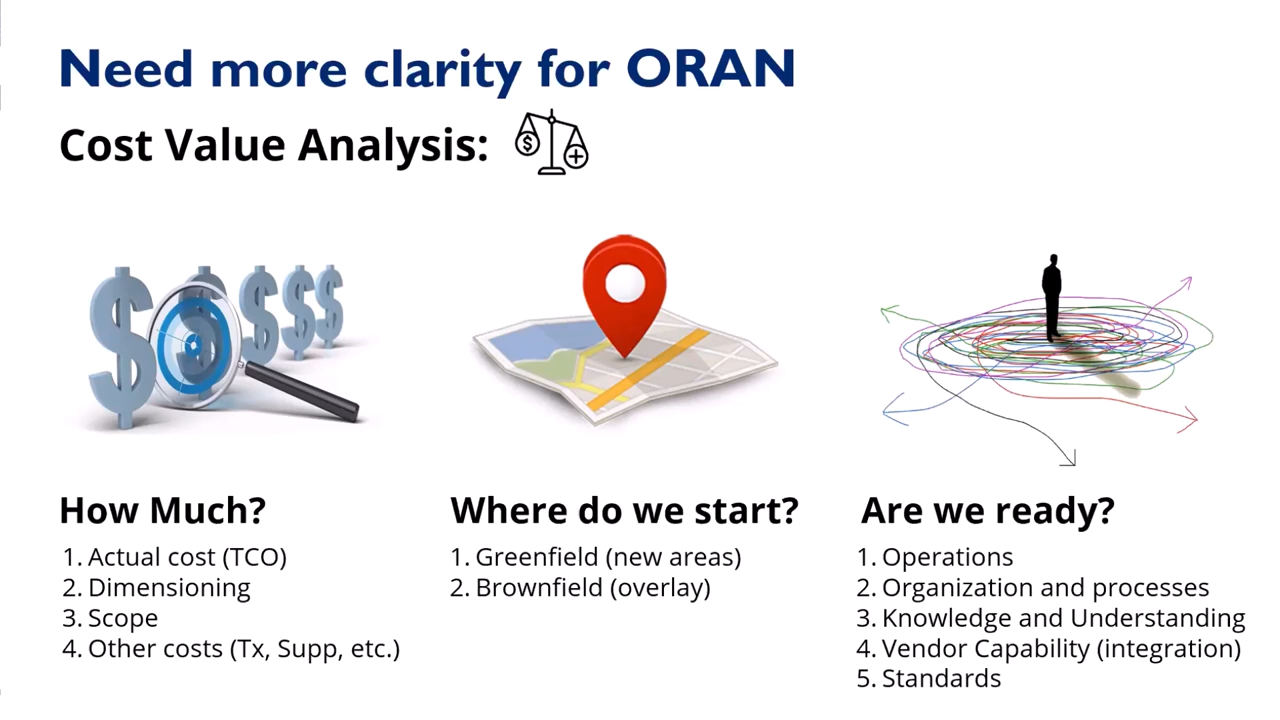 Need more clarity for ORAN
Cost Value Analysis:
How Much?
1. Actual cost (TCO)
2. Dimensioning
3. Scope
4. Other costs (Tx, Supp, etc.)
Where do we start?
1. Greenfield (new areas)
2. Brownfield (overlay)
Are we ready?
1. Operations
2. Organization and processes
3. Knowledge and Understanding
4. Vendor Capability (integration)
5. Standards